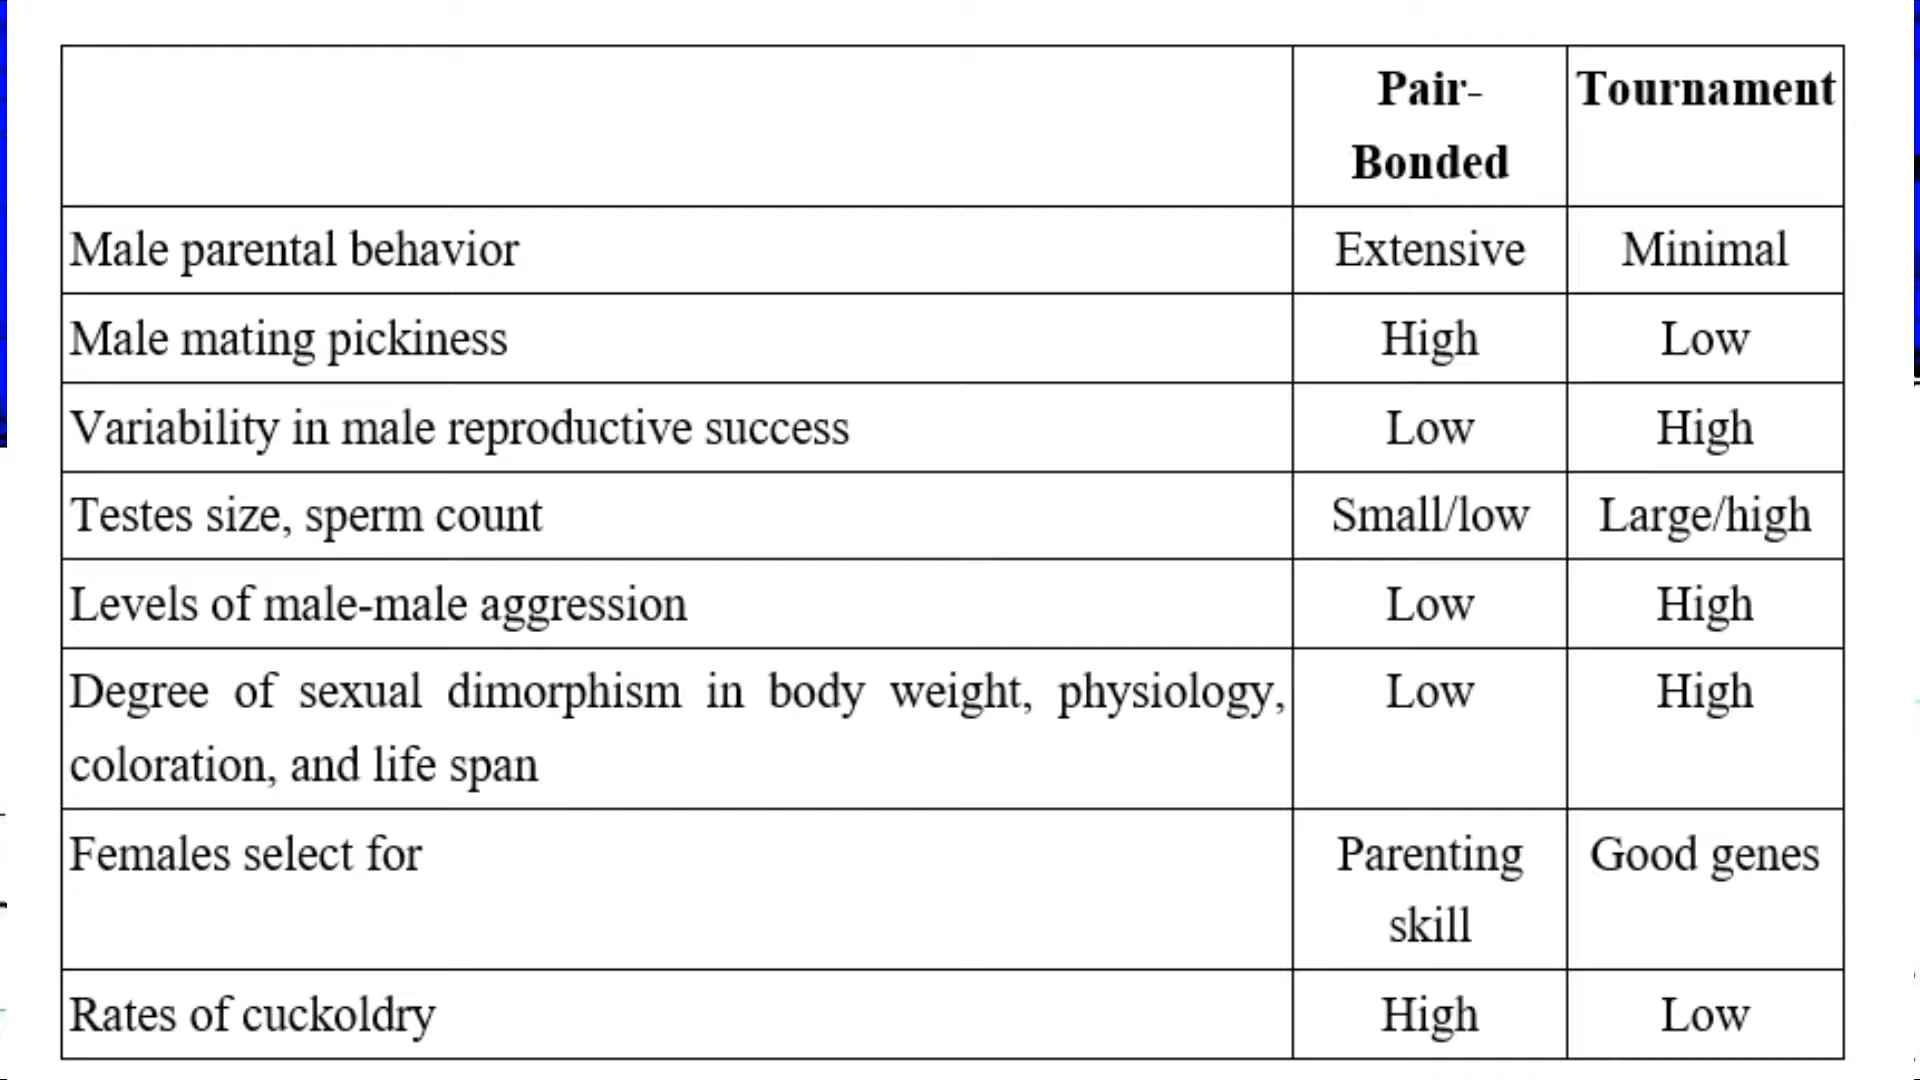 Pair-
Bonded
Tournament
Male parental behavior Extensive Minimal
Male mating pickiness High Low
Variability in male reproductive success Low High
Testes size, sperm count Small/low Large/high
Levels of male-male aggression Low High
Degree of sexual dimorphism in body weight, physiology, Low High
coloration, and life span
Females select for Parenting Good genes
skill
Rates of cuckoldry High Low